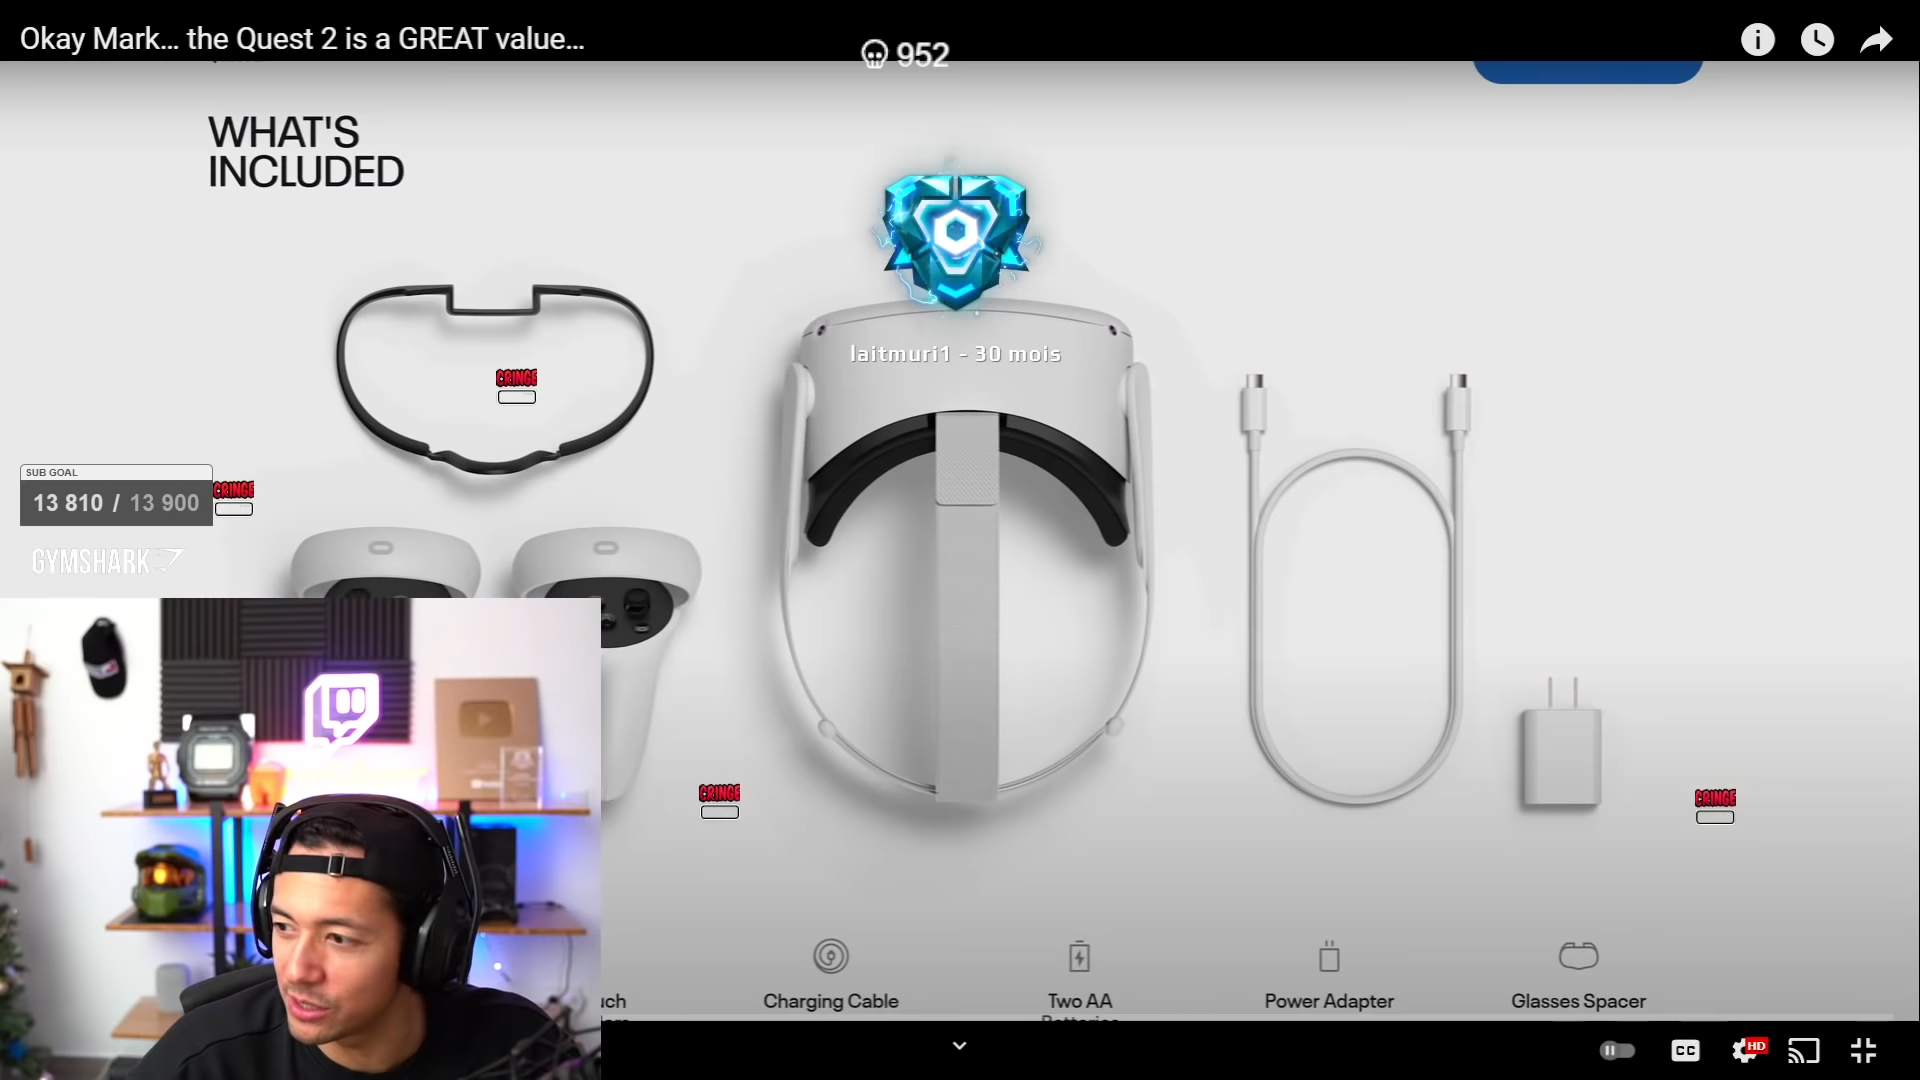 Okay Mark... the Quest 2 is a GREAT value...
952
WHAT'S
INCLUDED
laitmuri1 - 30 mois
CRINGE
SUB GOAL
13 810 / 13 900
CRINGE
GYMSHARK
CRINGE
CRINGE
Charging Cable
Two AA
Batteries
Power Adapter
Glasses Spacer
CC
HD